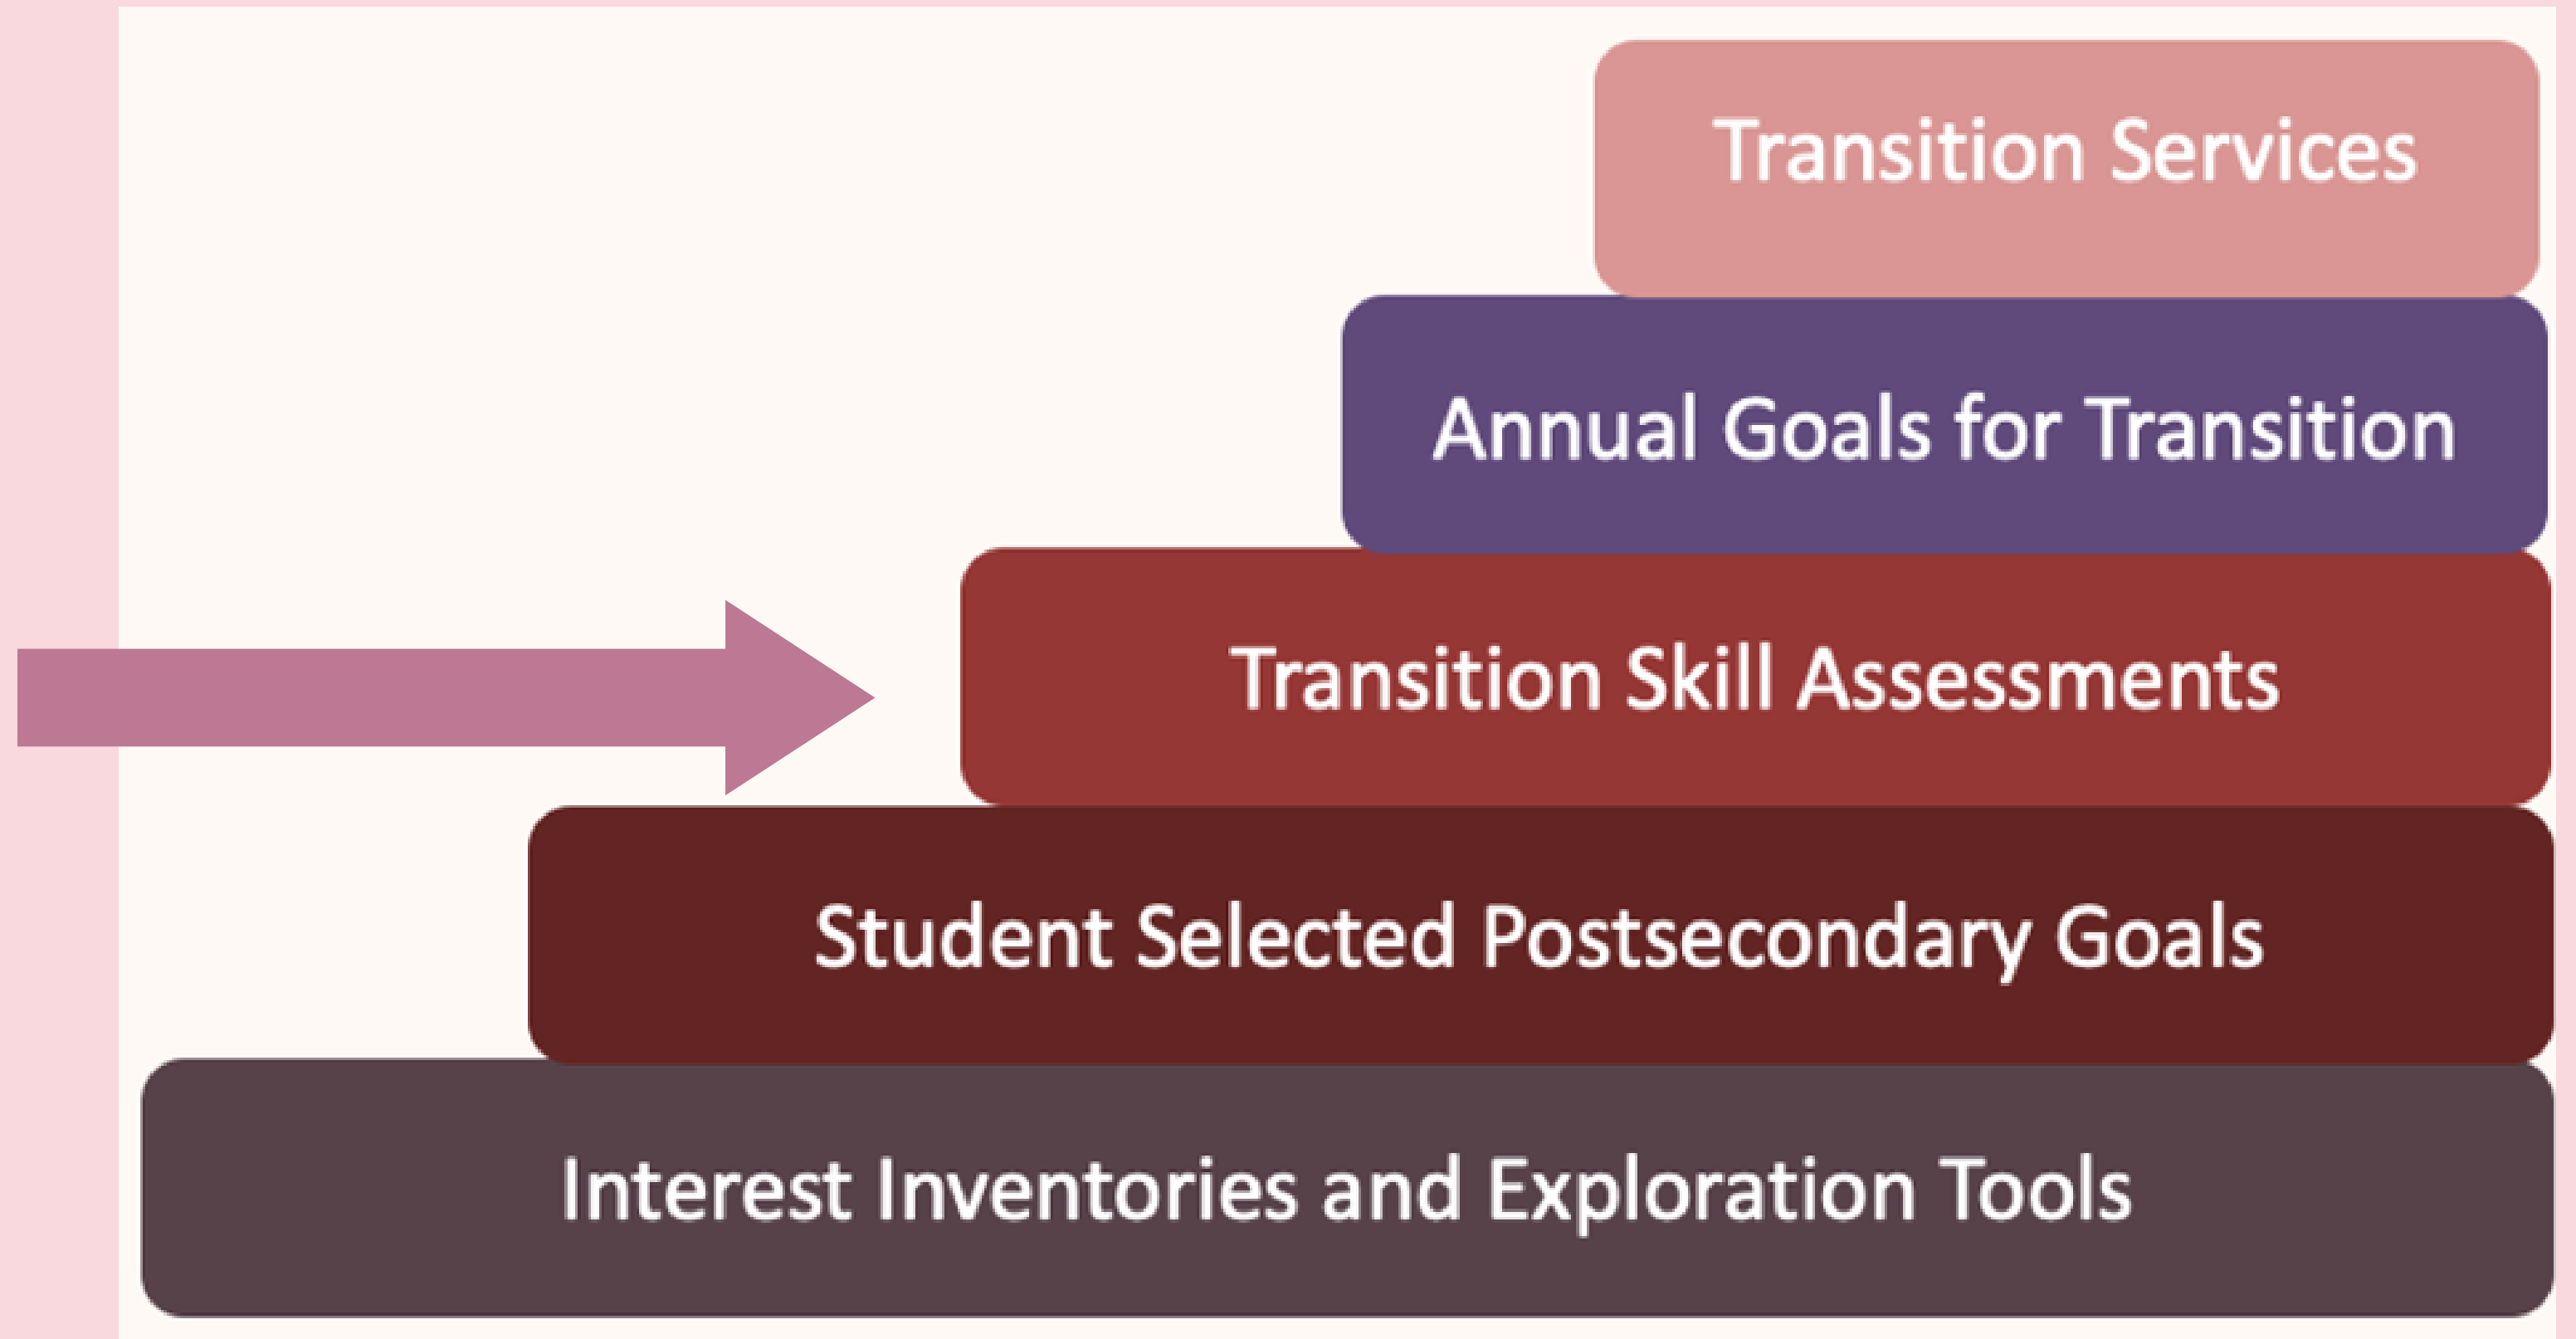 Transition Services
Annual Goals for Transition
Transition Skill Assessments
Student Selected Postsecondary Goals
Interest Inventories and Exploration Tools